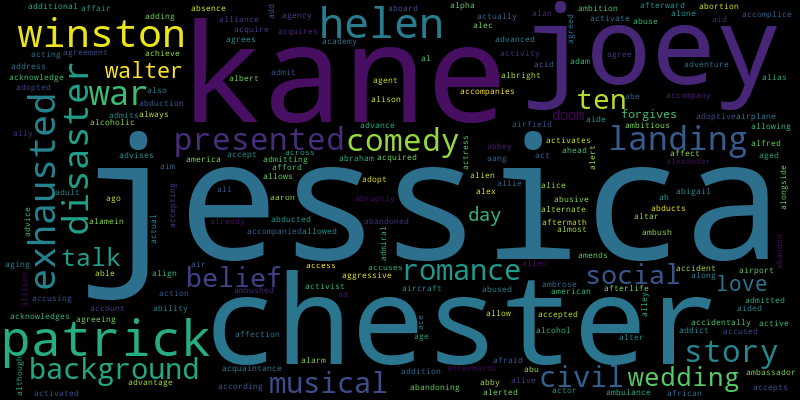 additional affair absence alliance add agency alpha actually alan ambition afterward abortion
adding acquire aboard alec agreed activate abuse alone aid accomplice
winston helen kane joey
acting agreement achieve agrees acquires academy advanced activity agree adam adventure alias
address walter albert admit al albright acid
acknowledge war agent alison accompanies ten accompany abe
adopted also abduction always admits alcoholic doom forgives adoptive airplane
exhausted disaster advance airfield aide ambitious allowing
ally presented comedy landing alfred
advises america accept across abraham acquired actress abbey activates ahead alert affect aged
aim admitting afford aang act alexander alongside
jessica
adult allows adopt alien allie alice abigail
ago ali aaron alex abusive ah abducts
advice alamein actual already abducted abruptly day alternate altar abandon
accepting accompanied allowed abandoned admiral aftermath almost ambush
talk accuses allen amends
aging able align air access romance accident airport
allison belief aggressive social along
accusing action ambushed activist aircraft abused ambrose afterlife love ambassador
account ability ad american alley admitted
acknowledges agreeing ace allow accepted accidentally aided active
chester
patrick affection age alcohol alter addict accused
although alarm afraid story
background acquaintance addition afterwards abu
advantage according abandoning abby alive civil wedding ambassador
activated musical alerted actor ambulance african accepts